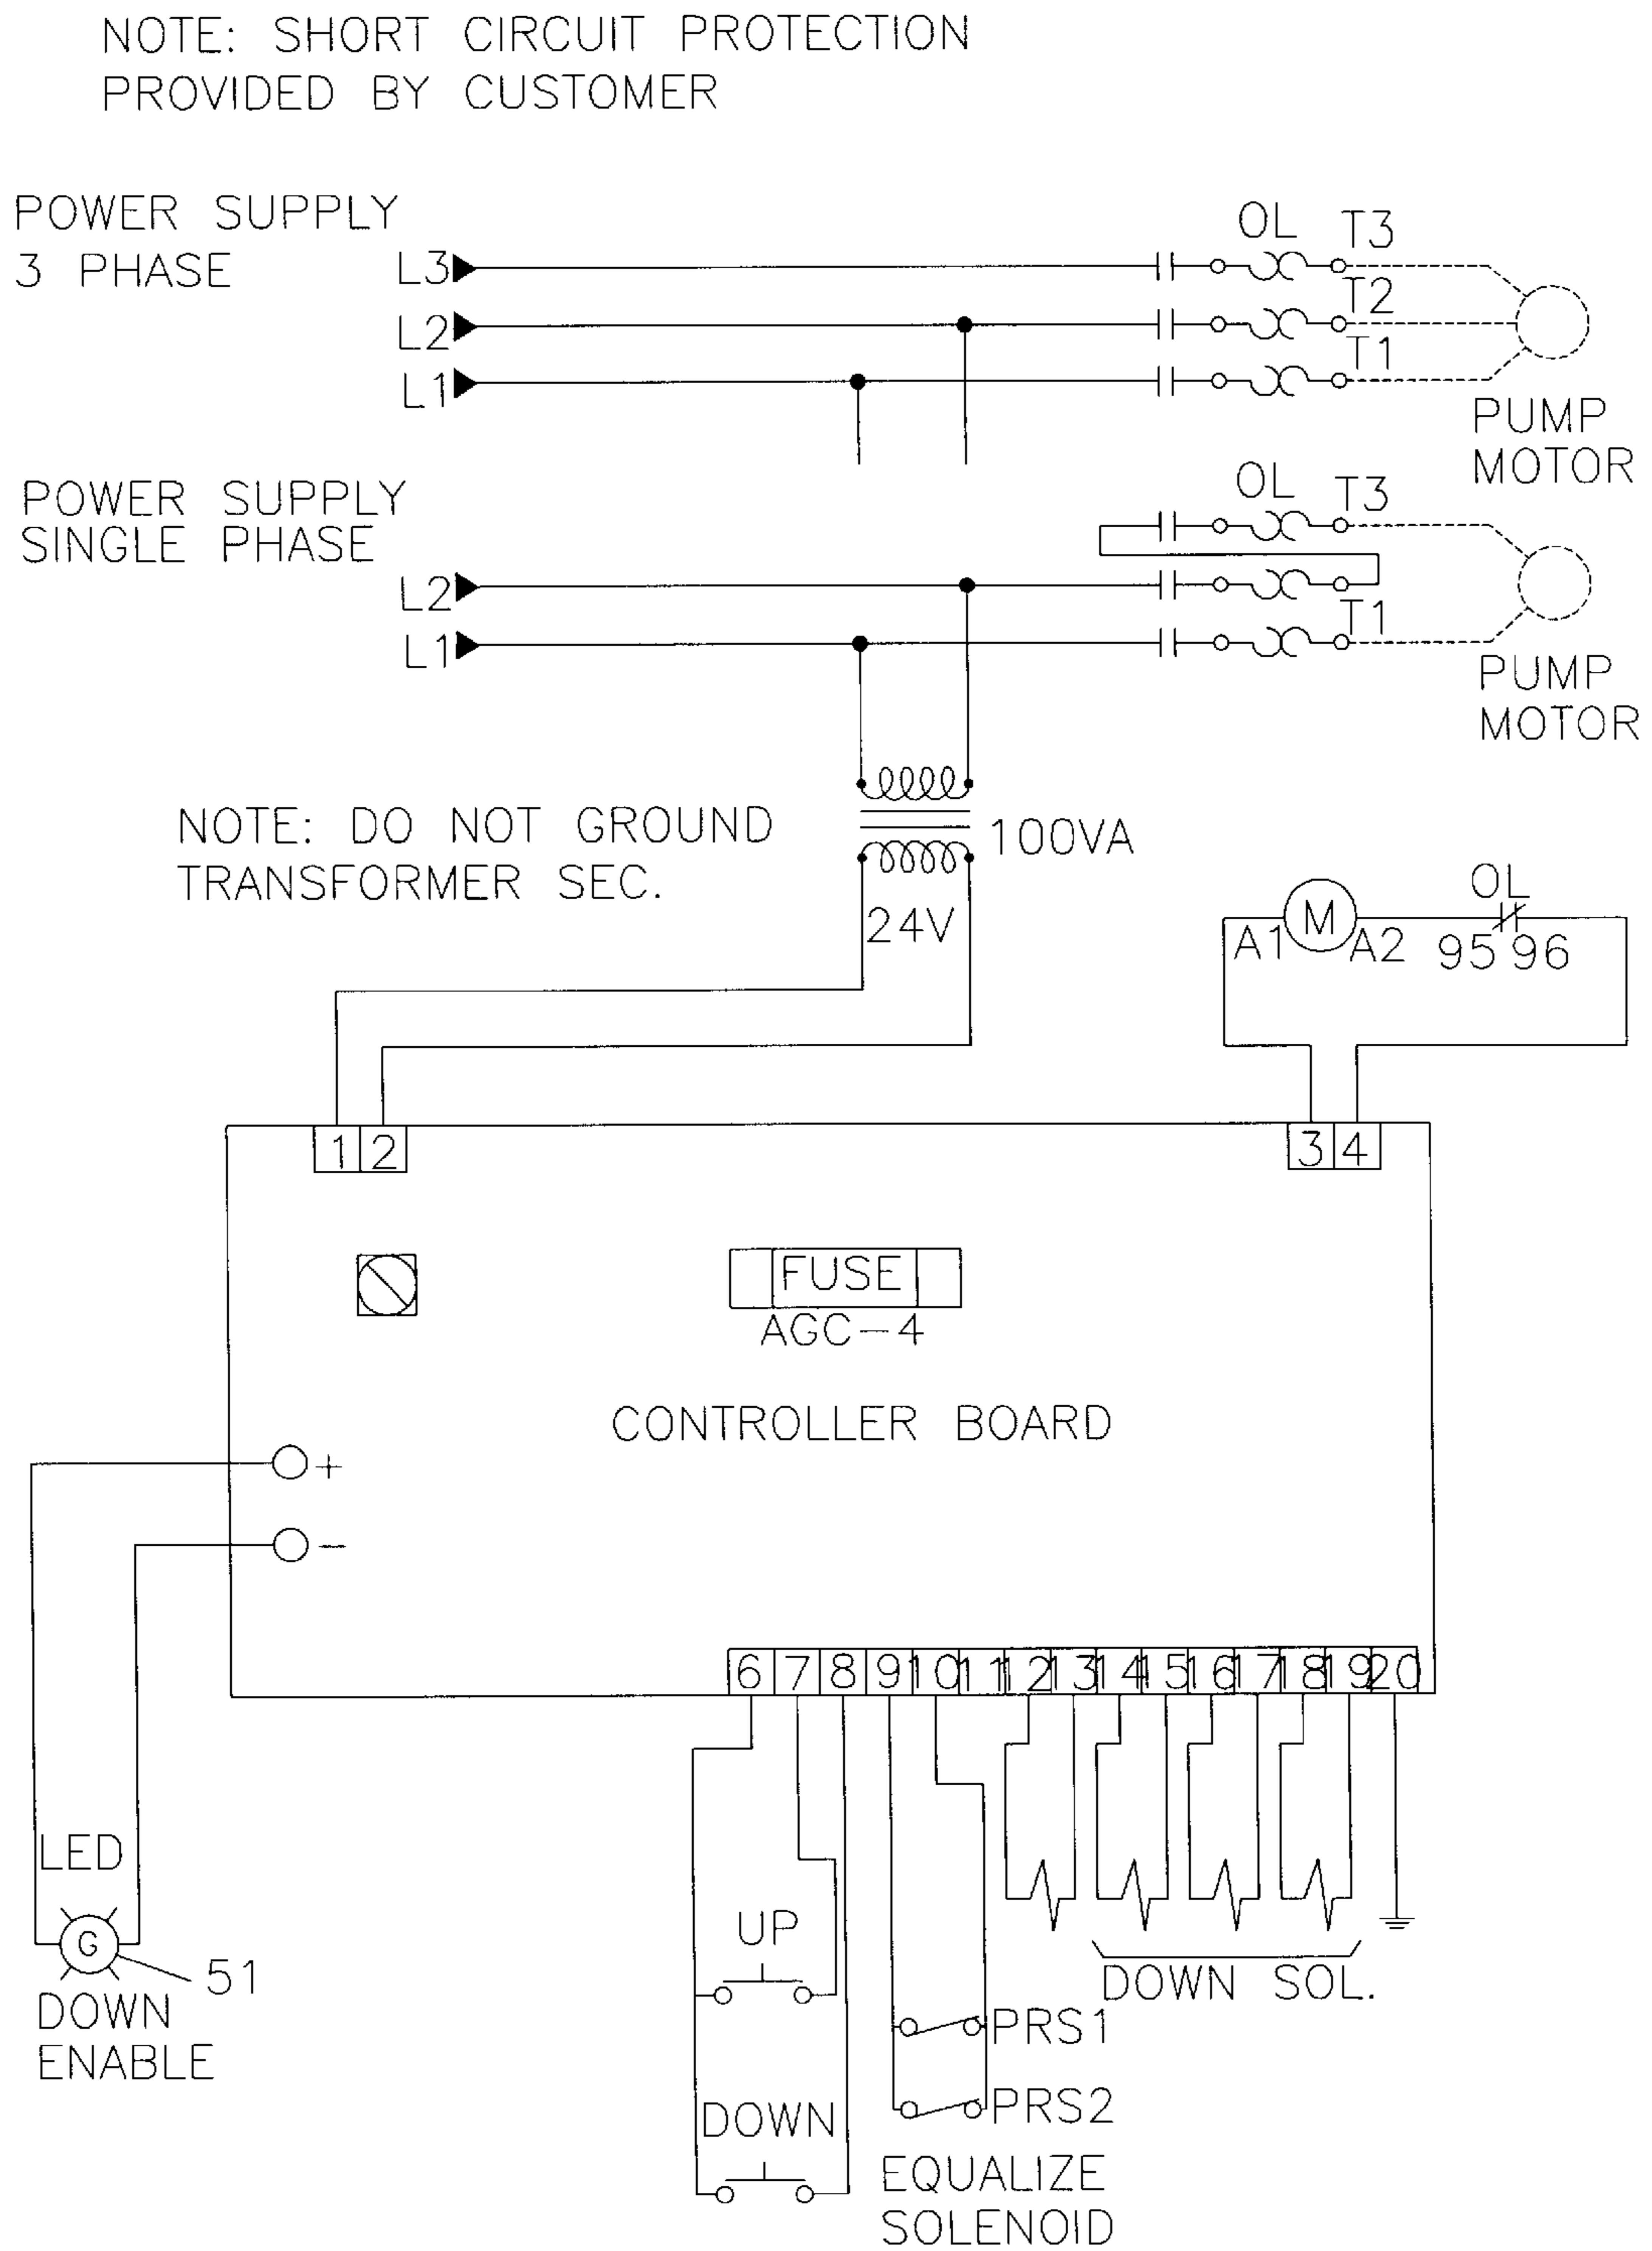 NOTE: SHORT CIRCUIT PROTECTION
PROVIDED BY CUSTOMER
POWER SUPPLY
3 PHASE
L3
OL
T3
L2
T2
L1
T1
PUMP
MOTOR
POWER SUPPLY
SINGLE PHASE
OL
T3
L2
L1
T1
PUMP
MOTOR
NOTE: DO NOT GROUND
TRANSFORMER SEC.
100VA
24V
OL
A1
M
A2
95 96
1 2
3 4
FUSE
AGC-4
CONTROLLER BOARD
+
-
6 7 8 9 10 11 12 13 14 15 16 17 18 19 20
LED
G
51
DOWN
ENABLE
UP
DOWN SOL.
PRS1
PRS2
DOWN
EQUALIZE
SOLENOID